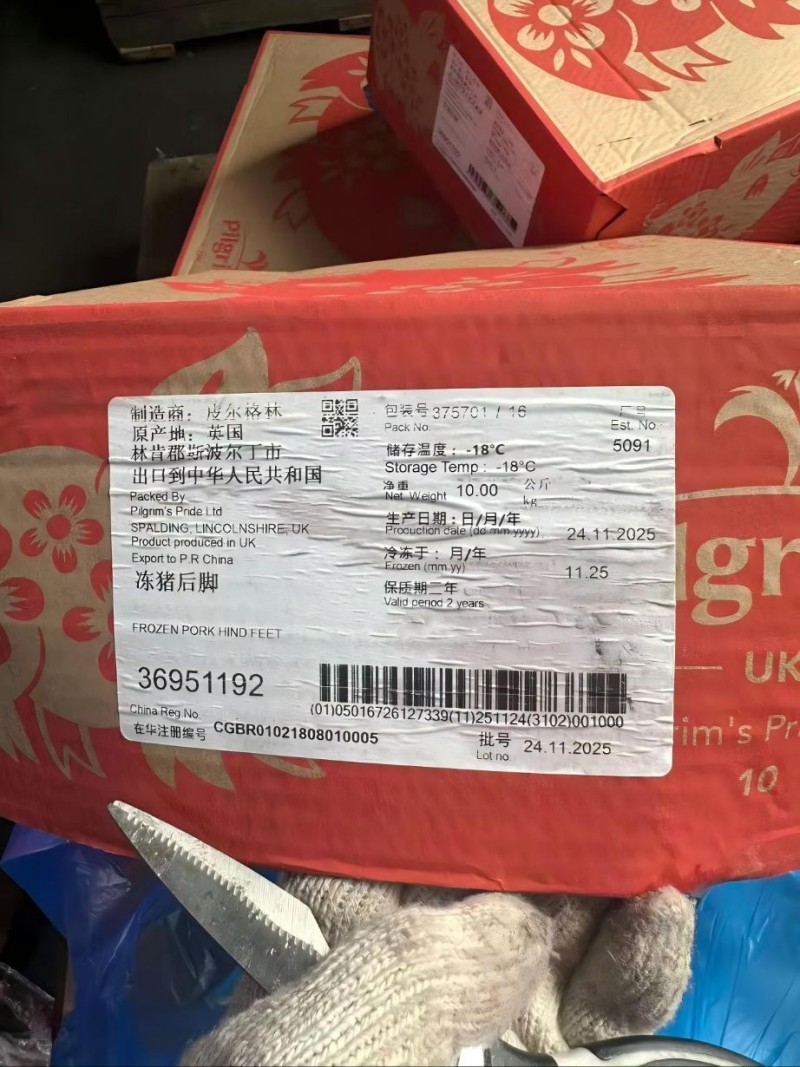 Pilgri
制造商: 皮尔格林
原产地: 英国
林肯郡斯波尔丁市
出口到中华人民共和国
Packed By
Pilgrim's Pride Ltd
SPALDING, LINCOLNSHIRE, UK
Product produced in UK
Export to P.R China
冻猪后脚
FROZEN PORK HIND FEET
36951192
China Reg.No.
在华注册编号 CGBR01021808010005
包装号 375701 / 16
Pack No.
厂号
Est. No.
5091
储存温度: -18°C
Storage Temp: -18°C
净重 10.00 公斤
Net Weight kg
生产日期: 日/月/年
Production date (dd mm yyyy). 24.11.2025
冷冻于: 月/年
Frozen (mm.yy) 11.25
保质期二年
Valid period 2 years
(01)05016726127339(11)251124(3102)001000
批号 24.11.2025
Lot no.
lgr
UK
rim's Pri
10